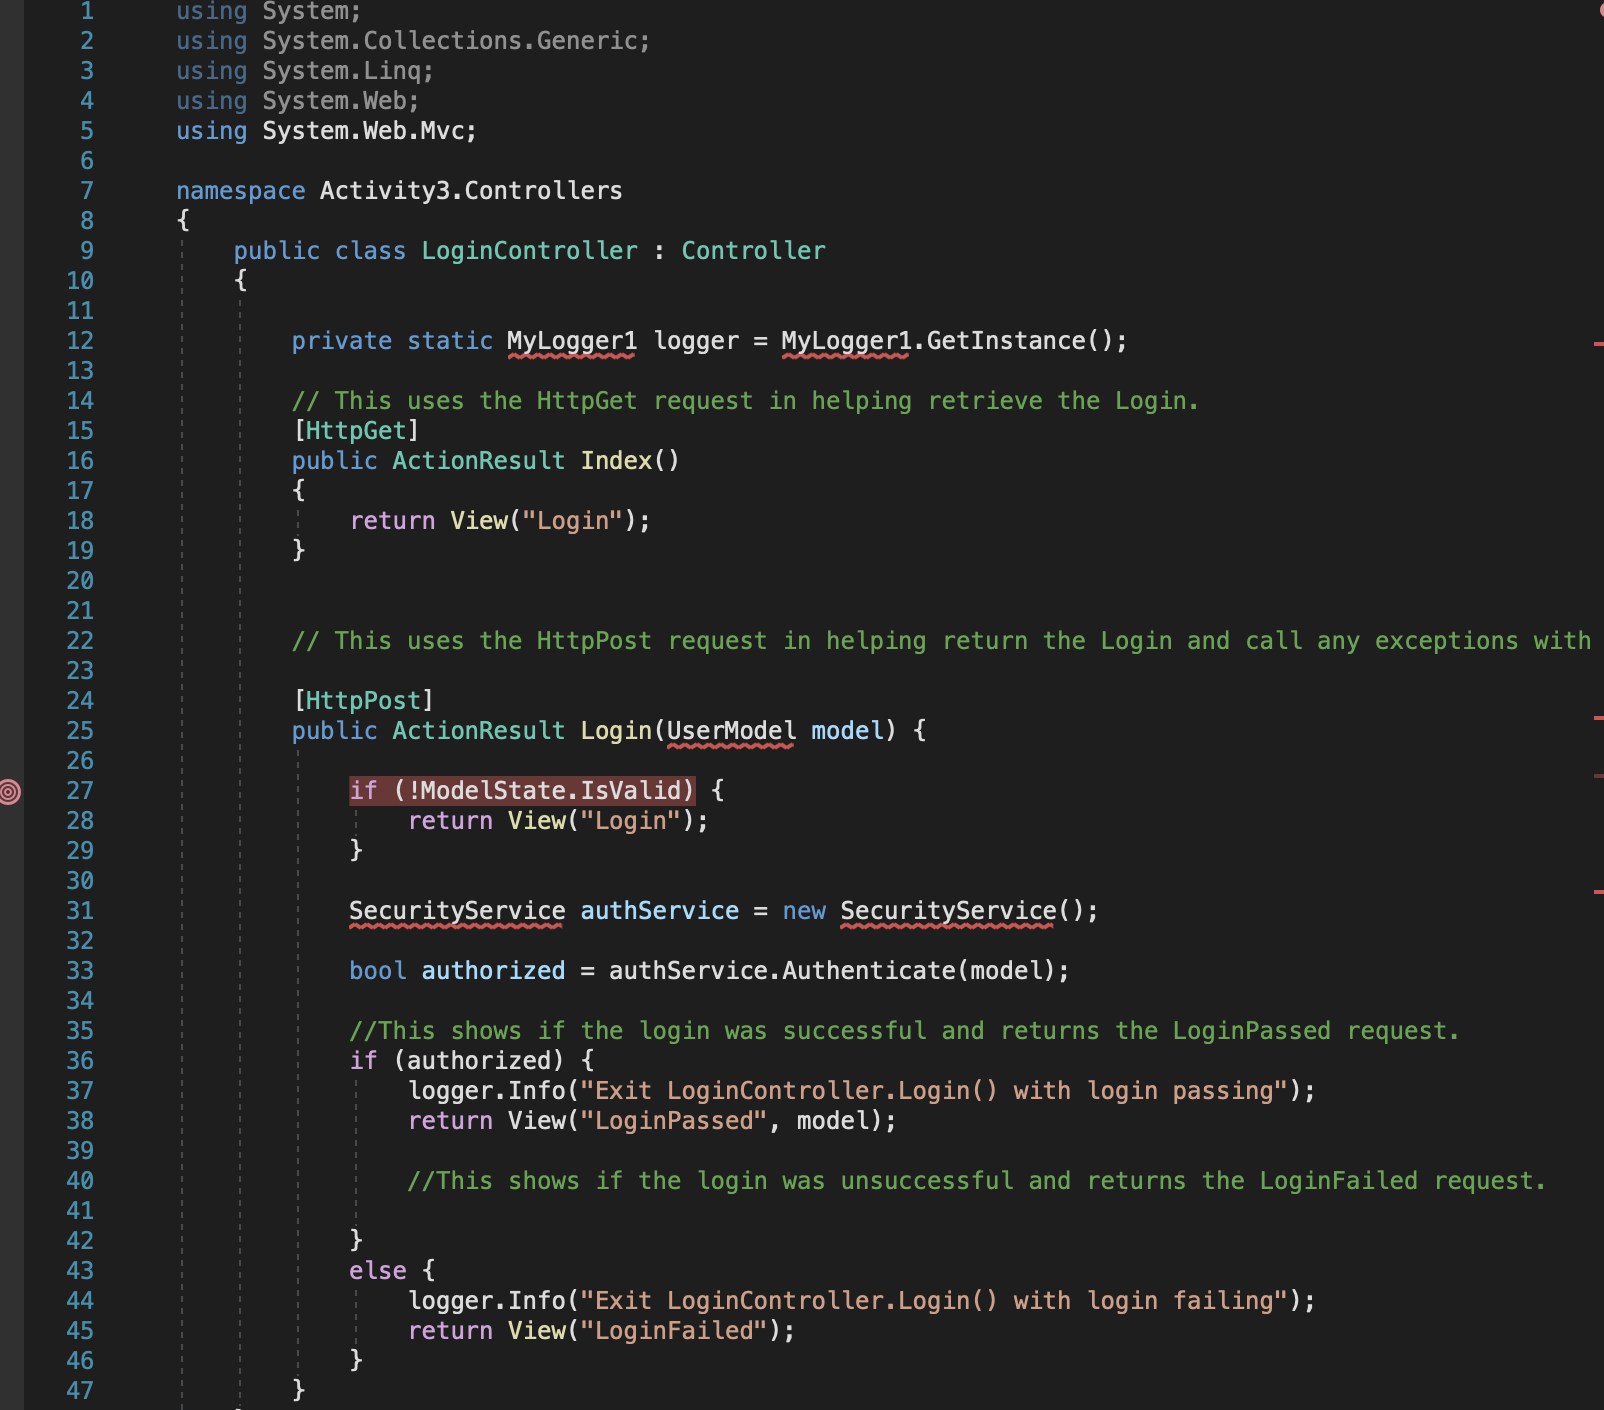 1 using System;
2 using System.Collections.Generic;
3 using System.Linq;
4 using System.Web;
5 using System.Web.Mvc;
6
7 namespace Activity3.Controllers
8 {
9 public class LoginController : Controller
10 {
11
12 private static MyLogger1 logger = MyLogger1.GetInstance();
13
14 // This uses the HttpGet request in helping retrieve the Login.
15 [HttpGet]
16 public ActionResult Index()
17 {
18 return View("Login");
19 }
20
21
22 // This uses the HttpPost request in helping return the Login and call any exceptions with
23
24 [HttpPost]
25 public ActionResult Login(UserModel model) {
26
27 if (!ModelState.IsValid) {
28 return View("Login");
29 }
30
31 SecurityService authService = new SecurityService();
32
33 bool authorized = authService.Authenticate(model);
34
35 //This shows if the login was successful and returns the LoginPassed request.
36 if (authorized) {
37 logger.Info("Exit LoginController.Login() with login passing");
38 return View("LoginPassed", model);
39
40 //This shows if the login was unsuccessful and returns the LoginFailed request.
41
42 }
43 else {
44 logger.Info("Exit LoginController.Login() with login failing");
45 return View("LoginFailed");
46 }
47 }